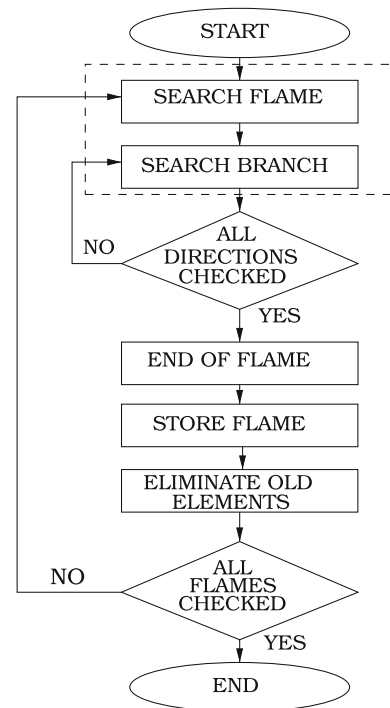 START
SEARCH FLAME
SEARCH BRANCH
ALL
DIRECTIONS
CHECKED
NO
YES
END OF FLAME
STORE FLAME
ELIMINATE OLD
ELEMENTS
ALL
FLAMES
CHECKED
NO
YES
END